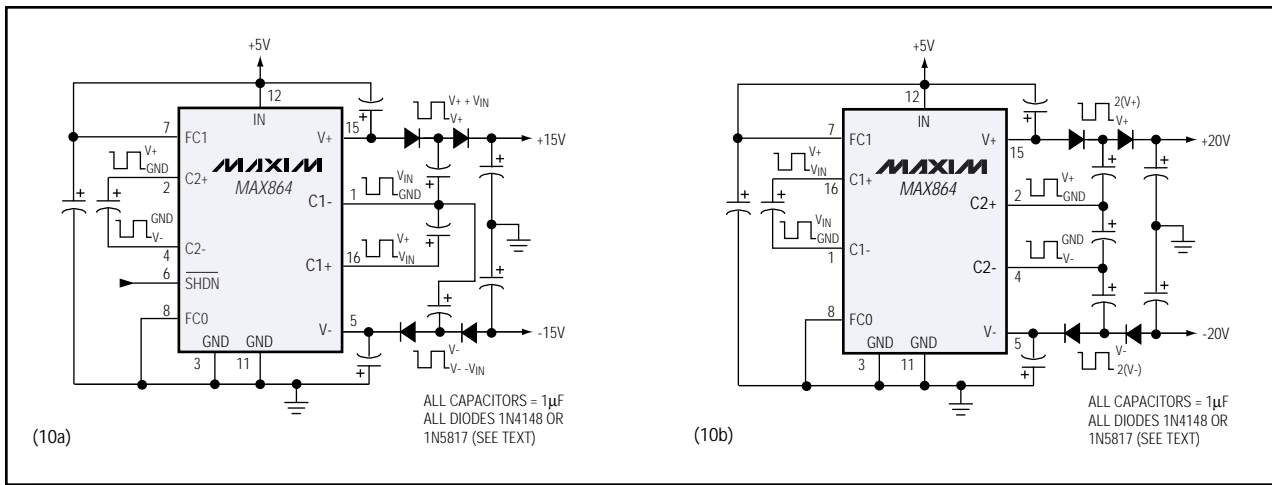 +5V
12
IN
7
FC1
V+
15
V+ + VIN
V+
+15V
MAXIM
MAX864
V+
GND
C2+
2
VIN
GND
1
C1-
GND
V-
C2-
4
V+
VIN
C1+
16
6
SHDN
8
FC0
V-
5
-15V
GND
GND
3
11
V-
V- -VIN
ALL CAPACITORS = 1µF
ALL DIODES 1N4148 OR
1N5817 (SEE TEXT)
(10a)
+5V
12
IN
7
FC1
V+
15
2(V+)
V+
+20V
MAXIM
MAX864
V+
VIN
C1+
16
V+
GND
2
C2+
VIN
GND
C1-
1
GND
V-
C2-
4
8
FC0
V-
5
-20V
GND
GND
3
11
V-
2(V-)
ALL CAPACITORS = 1µF
ALL DIODES 1N4148 OR
1N5817 (SEE TEXT)
(10b)